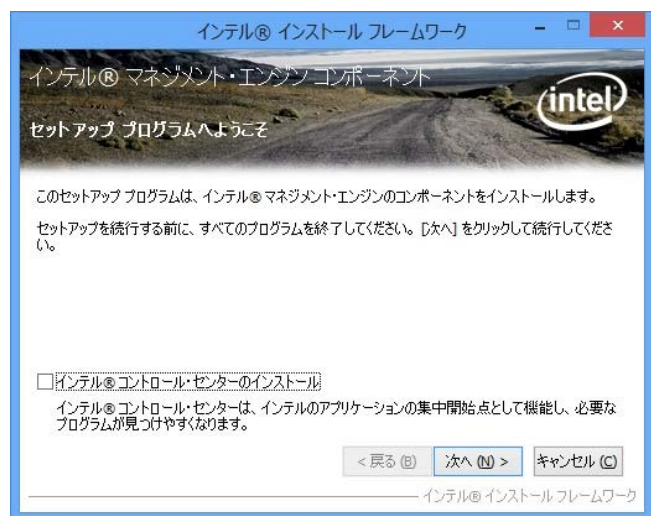 インテル® インストール フレームワーク
インテル® マネジメント・エンジン コンポーネント
intel
セットアップ プログラムへようこそ
このセットアップ プログラムは、インテル® マネジメント・エンジンのコンポーネントをインストールします。
セットアップを続行する前に、すべてのプログラムを終了してください。[次へ] をクリックして続行してくださ
い。
インテル® コントロール・センターのインストール
インテル® コントロール・センターは、インテルのアプリケーションの集中開始点として機能し、必要な
プログラムが見つけやすくなります。
< 戻る (B) 次へ (N) > キャンセル (C)
インテル® インストール フレームワーク